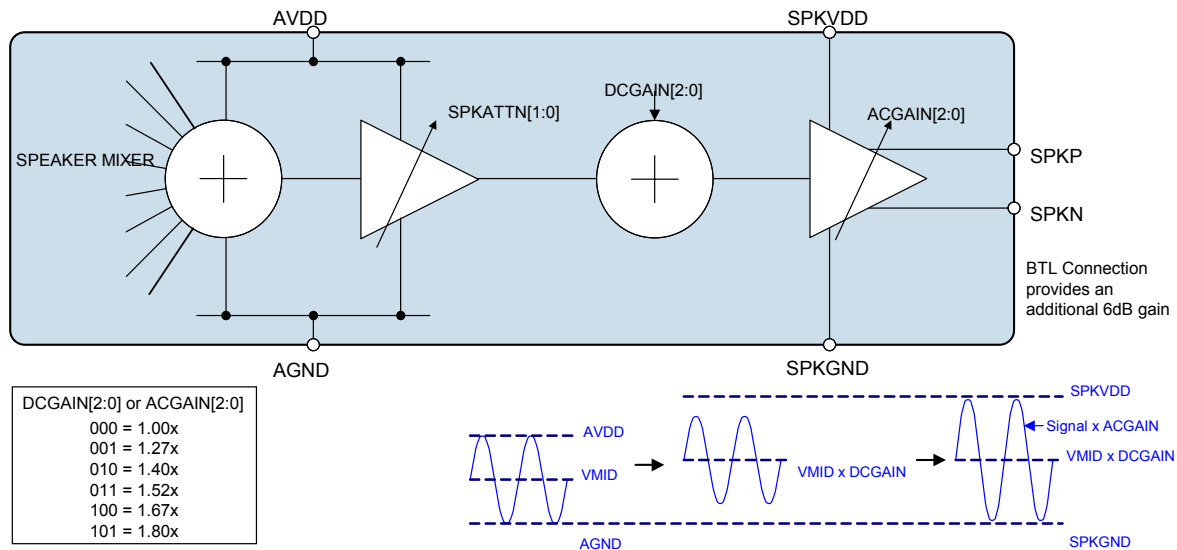 AVDD
SPKVDD
DCGAIN[2:0]
SPKATTN[1:0]
ACGAIN[2:0]
SPEAKER MIXER
SPKP
SPKN
BTL Connection
provides an
additional 6dB gain
AGND
SPKGND
DCGAIN[2:0] or ACGAIN[2:0]
000 = 1.00x
001 = 1.27x
010 = 1.40x
011 = 1.52x
100 = 1.67x
101 = 1.80x
AVDD
VMID
AGND
VMID x DCGAIN
SPKVDD
Signal x ACGAIN
VMID x DCGAIN
SPKGND